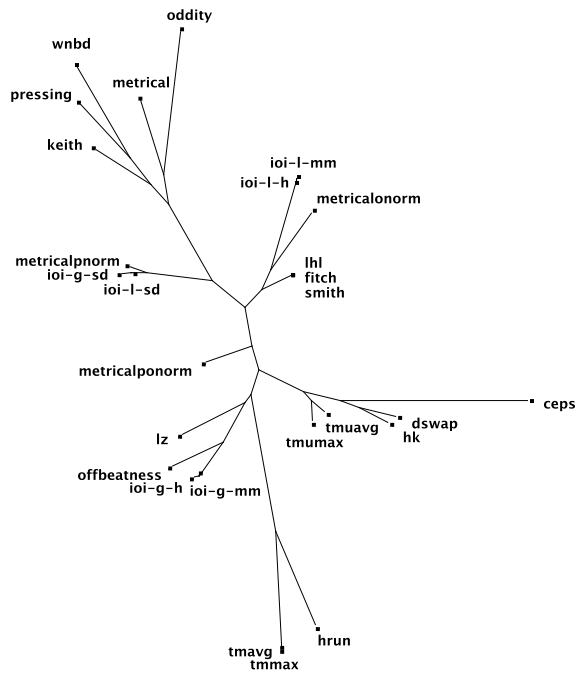 oddity
wnbd
metrical
pressing
keith
ioi-l-mm
ioi-l-h
metricalonorm
metricalpnorm
ioi-g-sd
ioi-l-sd
lhl
fitch
smith
metricalponorm
ceps
dswap
tmuavg
hk
tmumax
lz
offbeatness
ioi-g-h
ioi-g-mm
hrun
tmavg
tmmax